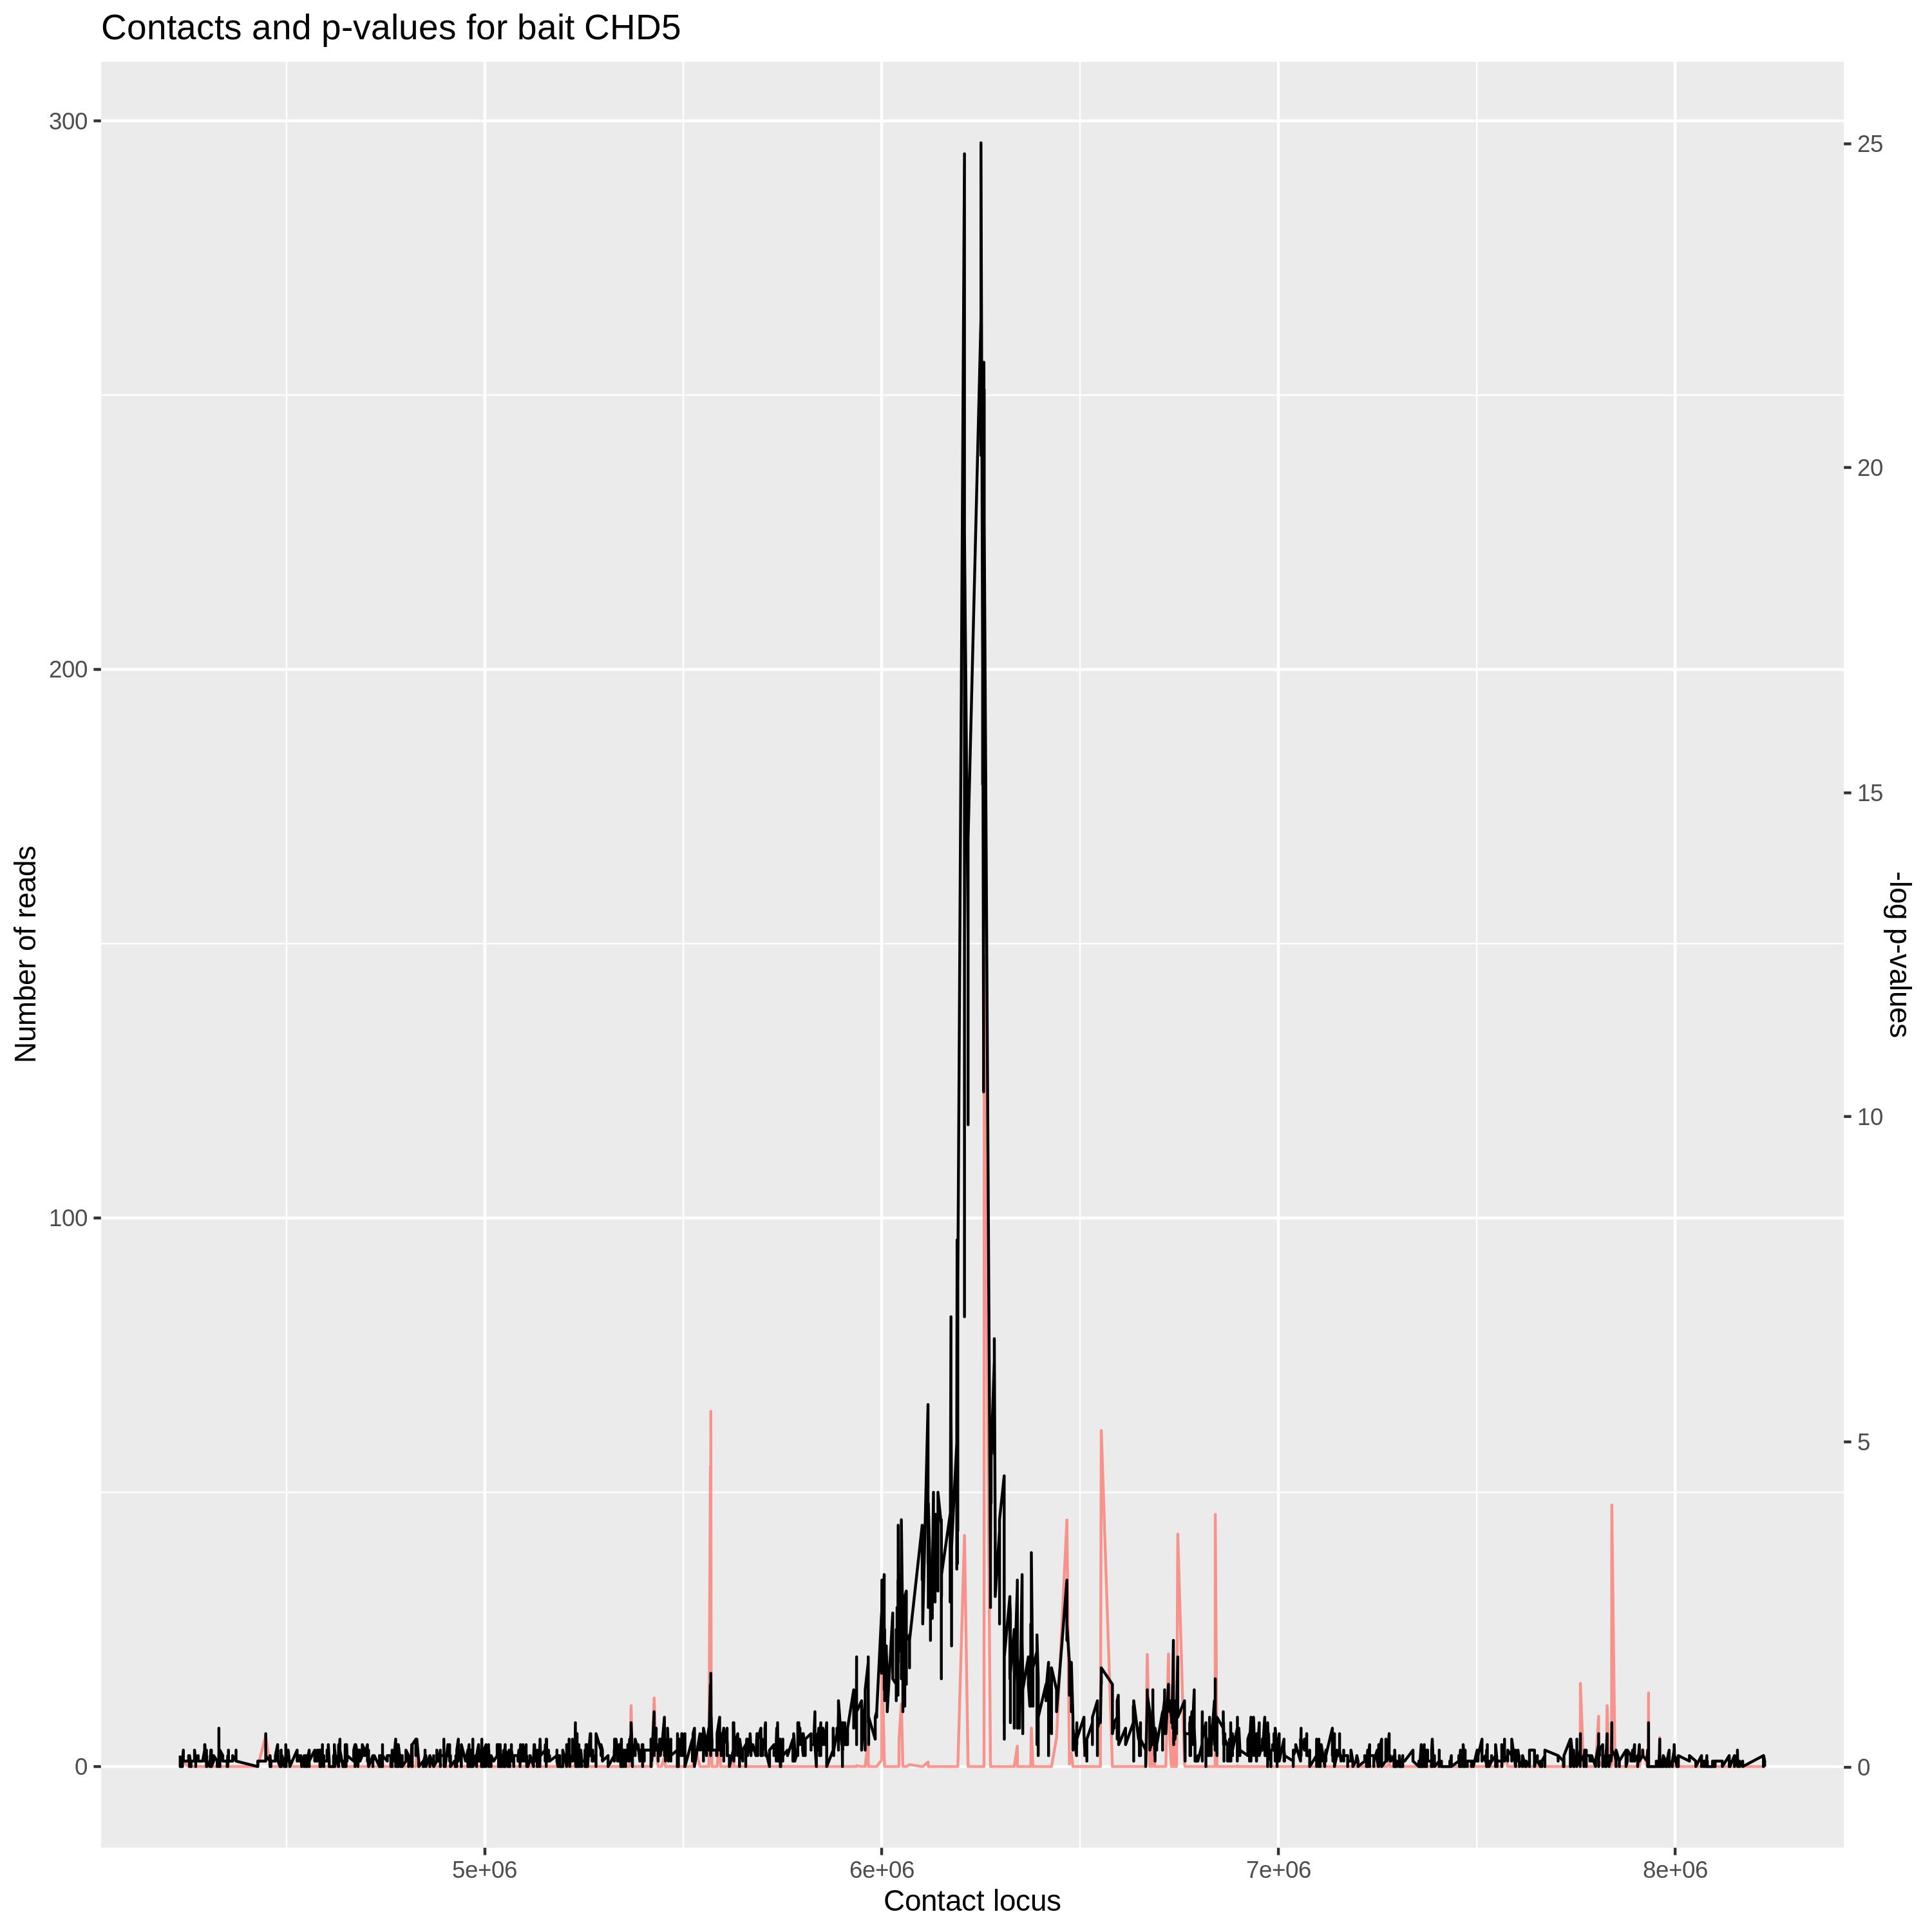 Contacts and p-values for bait CHD5
300
200
100
0
Number of reads
25
20
15
10
5
0
-log p-values
5e+06
6e+06
7e+06
8e+06
Contact locus